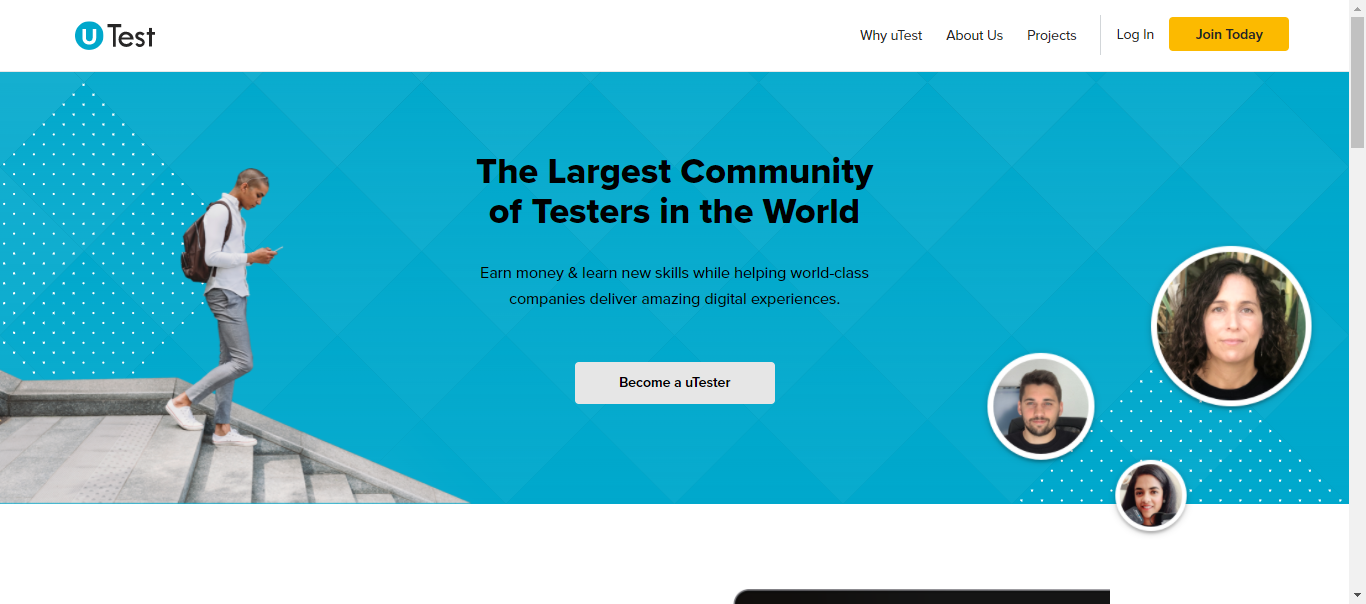 uTest
Why uTest
About Us
Projects
Log In
Join Today
The Largest Community
of Testers in the World
Earn money & learn new skills while helping world-class
companies deliver amazing digital experiences.
Become a uTester